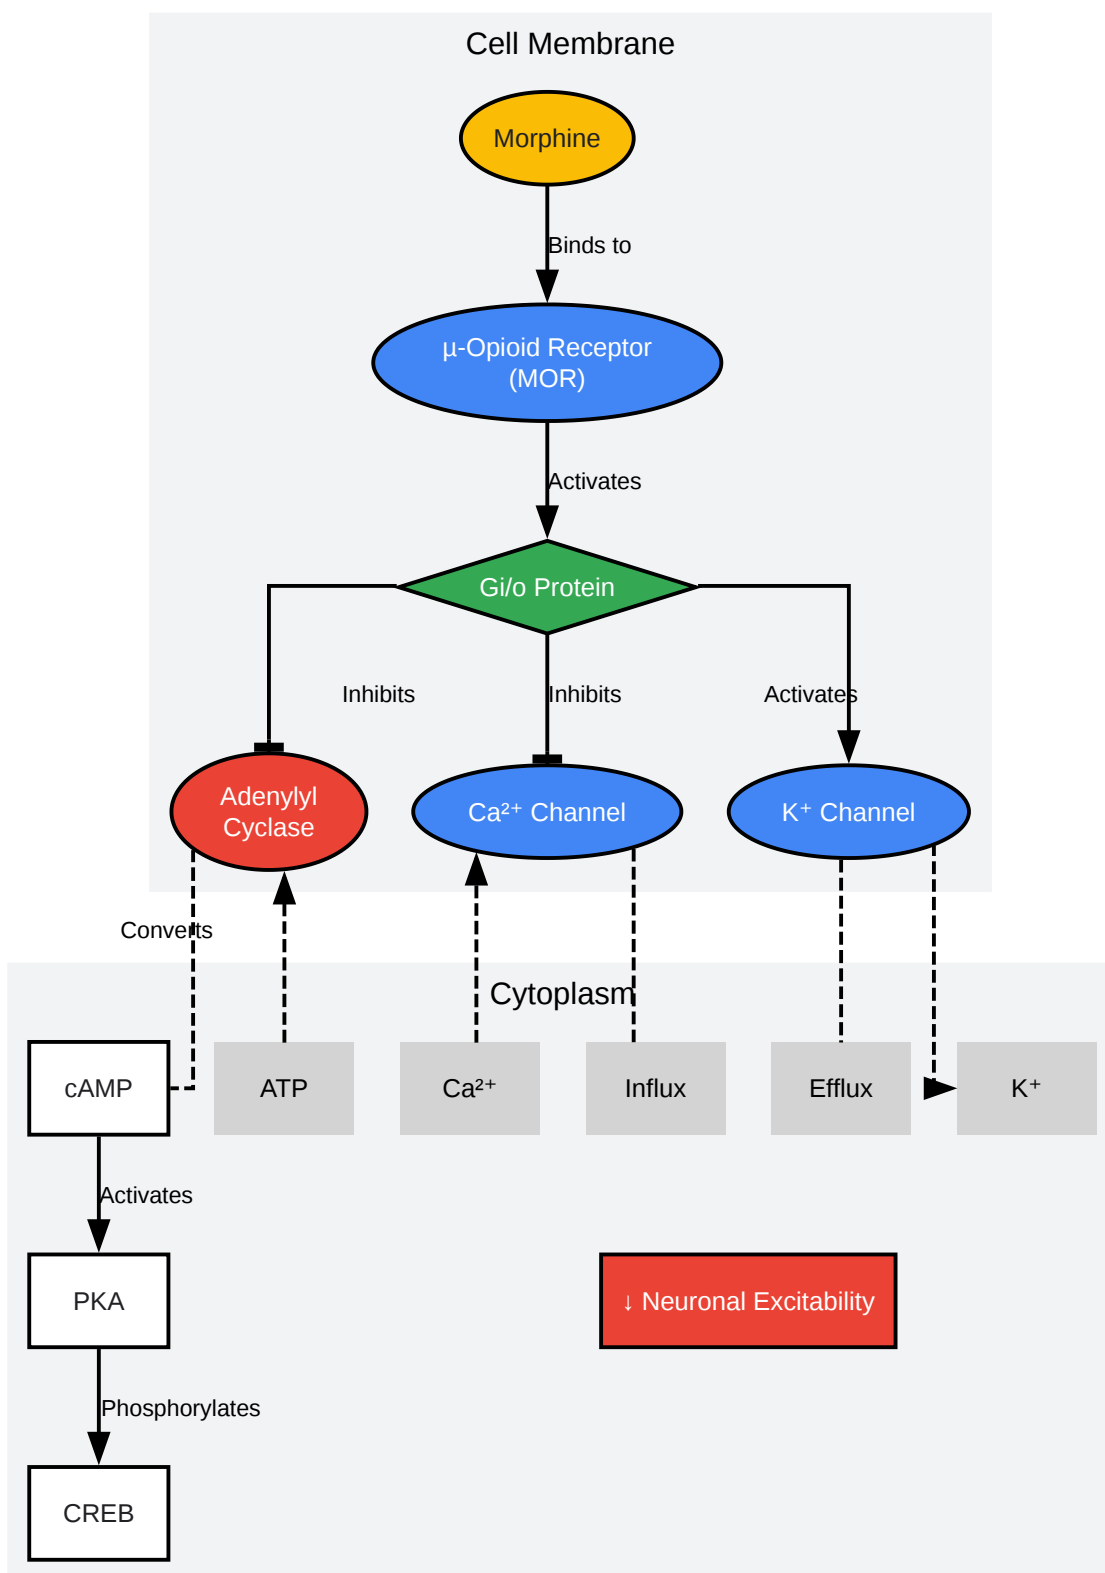 Cell Membrane
Morphine
Binds to
µ-Opioid Receptor
(MOR)
Activates
Gi/o Protein
Inhibits
Inhibits
Activates
Adenylyl
Cyclase
Ca²⁺ Channel
K⁺ Channel
Converts
Cytoplasm
cAMP
ATP
Ca²⁺
Influx
Efflux
K⁺
Activates
PKA
↓ Neuronal Excitability
Phosphorylates
CREB